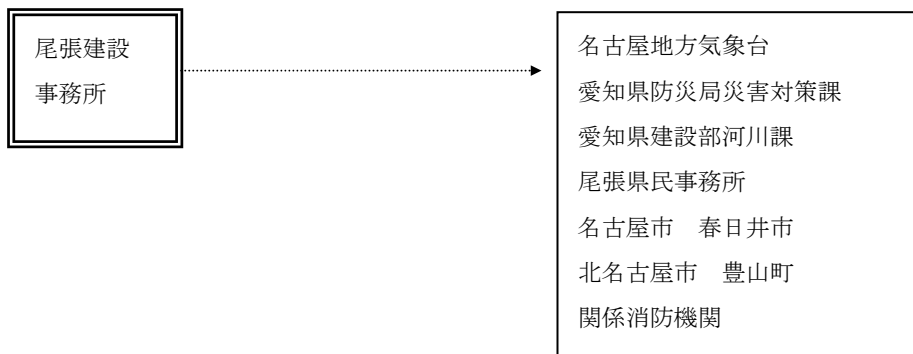 尾張建設
事務所
名古屋地方気象台
愛知県防災局災害対策課
愛知県建設部河川課
尾張県民事務所
名古屋市　春日井市
北名古屋市　豊山町
関係消防機関